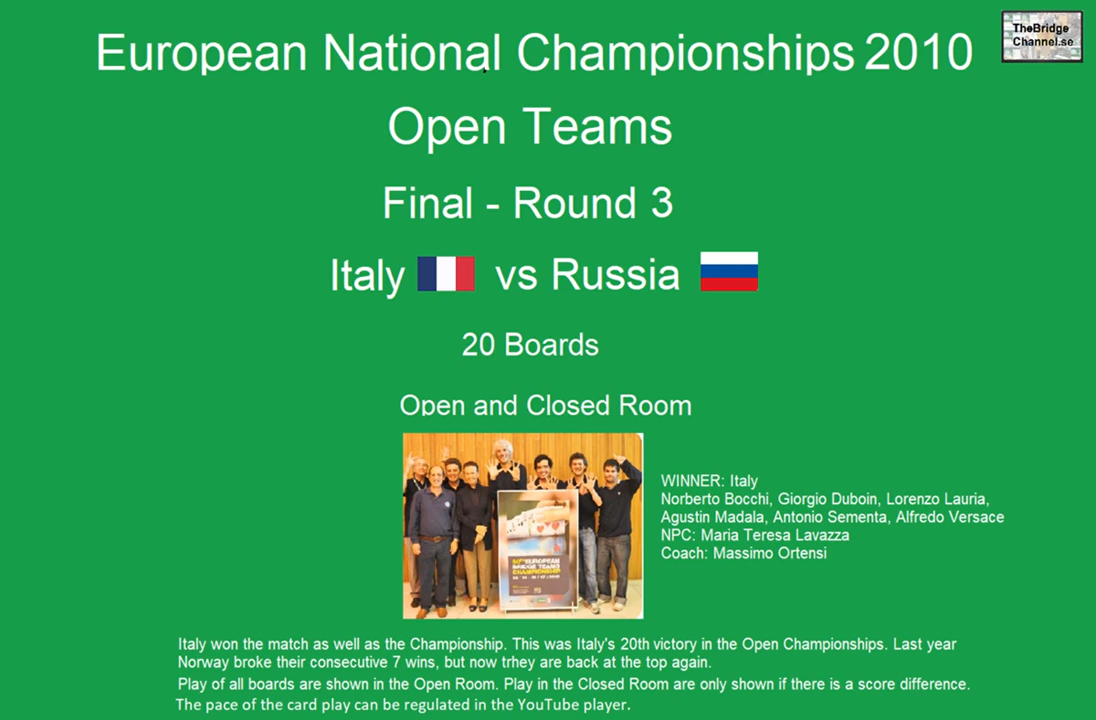 TheBridge
Channel.se
European National Championships 2010
Open Teams
Final - Round 3
Italy vs Russia
20 Boards
Open and Closed Room
WINNER: Italy
Norberto Bocchi, Giorgio Duboin, Lorenzo Lauria,
Agustin Madala, Antonio Sementa, Alfredo Versace
NPC: Maria Teresa Lavazza
Coach: Massimo Ortensi
EUROPEAN
BRIDGE TEAMS
CHAMPIONSHIP
Italy won the match as well as the Championship. This was Italy's 20th victory in the Open Championships. Last year
Norway broke their consecutive 7 wins, but now trhey are back at the top again.
Play of all boards are shown in the Open Room. Play in the Closed Room are only shown if there is a score difference.
The pace of the card play can be regulated in the YouTube player.